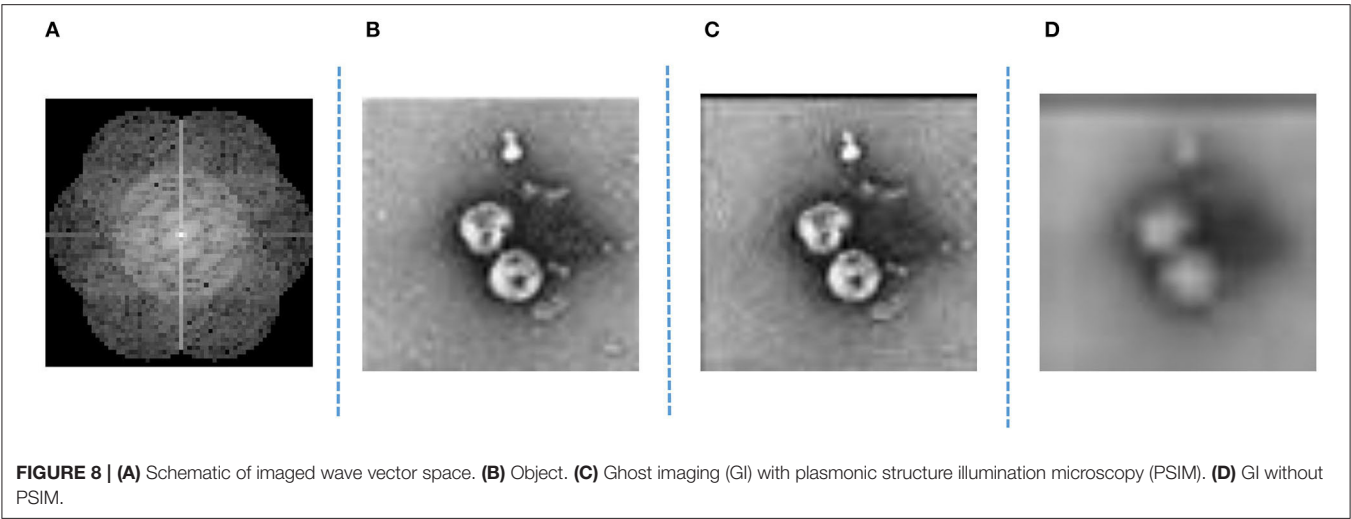 A
B
C
D
FIGURE 8 | (A) Schematic of imaged wave vector space. (B) Object. (C) Ghost imaging (GI) with plasmonic structure illumination microscopy (PSIM). (D) GI without
PSIM.